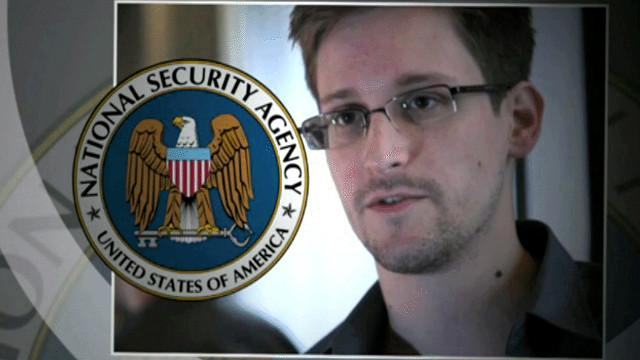 NATIONAL SECURITY AGENCY
UNITED STATES OF AMERICA